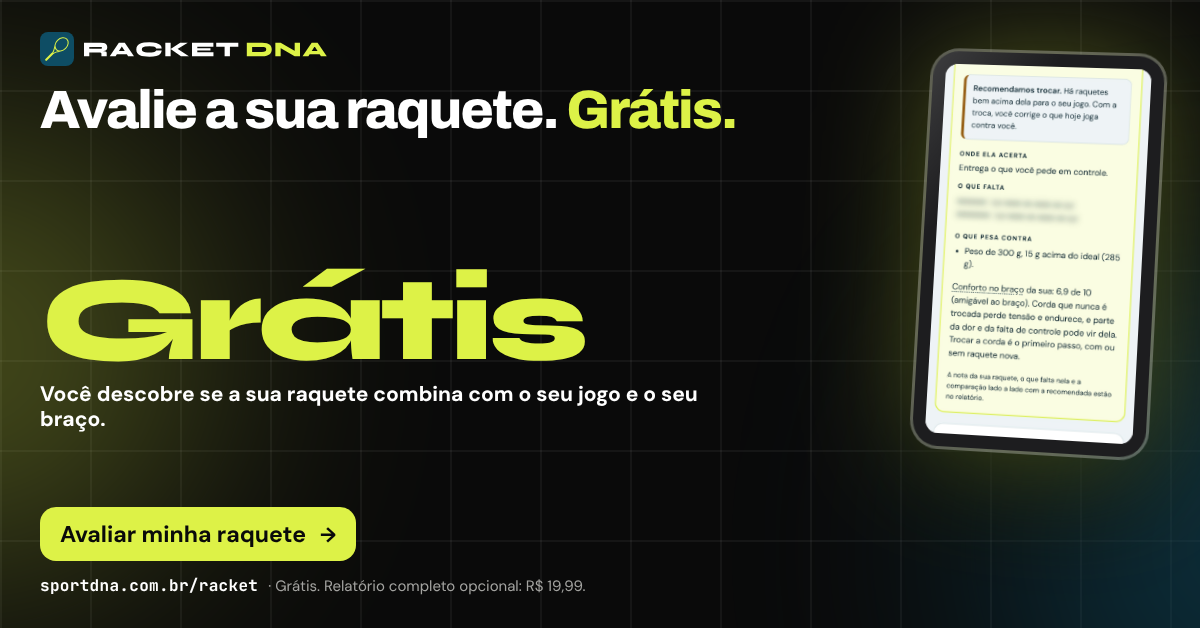 RACKET DNA
Avalie a sua raquete. Grátis.
Grátis
Você descobre se a sua raquete combina com o seu jogo e o seu
braço.
Avaliar minha raquete →
sportdna.com.br/racket · Grátis. Relatório completo opcional: R$ 19,99.
Recomendamos trocar. Há raquetes
bem acima dela para o seu jogo. Com a
troca, você corrige o que hoje joga
contra você.
ONDE ELA ACERTA
Entrega o que você pede em controle.
O QUE FALTA
O QUE PESA CONTRA
• Peso de 300 g, 15 g acima do ideal (285
g).
Conforto no braço da sua: 6,9 de 10
(amigável ao braço). Corda que nunca é
trocada perde tensão e endurece, e parte
da dor e da falta de controle pode vir dela.
Trocar a corda é o primeiro passo, com ou
sem raquete nova.
A nota da sua raquete, o que falta nela e a
comparação lado a lado com a recomendada estão
no relatório.